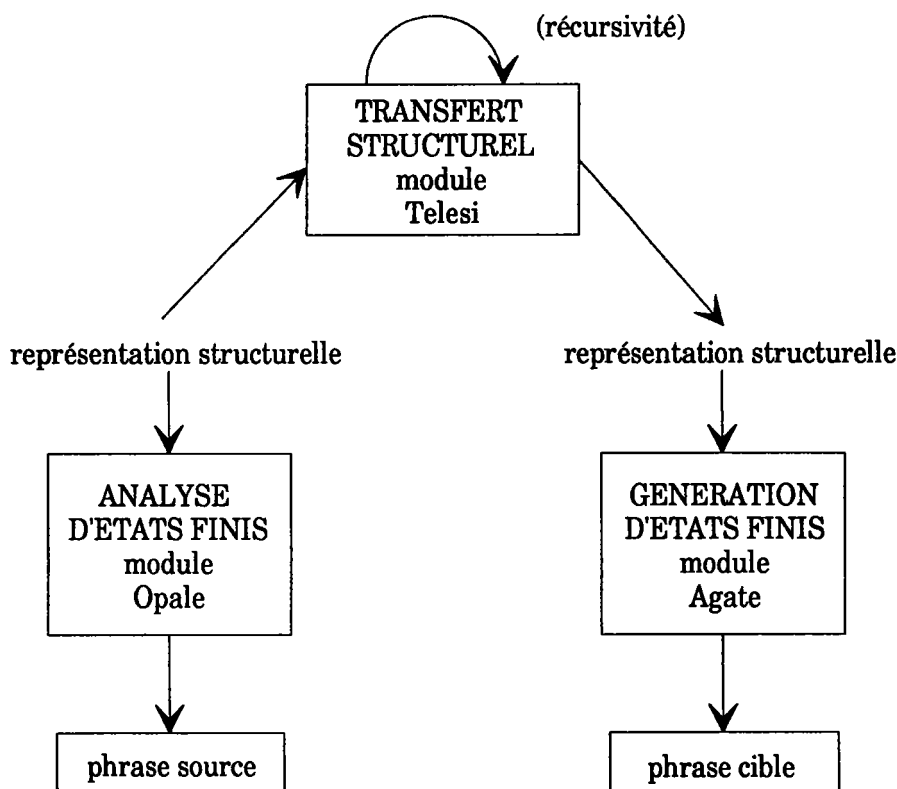 (récursivité)
TRANSFERT
STRUCTUREL
module
Telesi
représentation structurelle
représentation structurelle
ANALYSE
D'ETATS FINIS
module
Opale
GENERATION
D'ETATS FINIS
module
Agate
phrase source
phrase cible